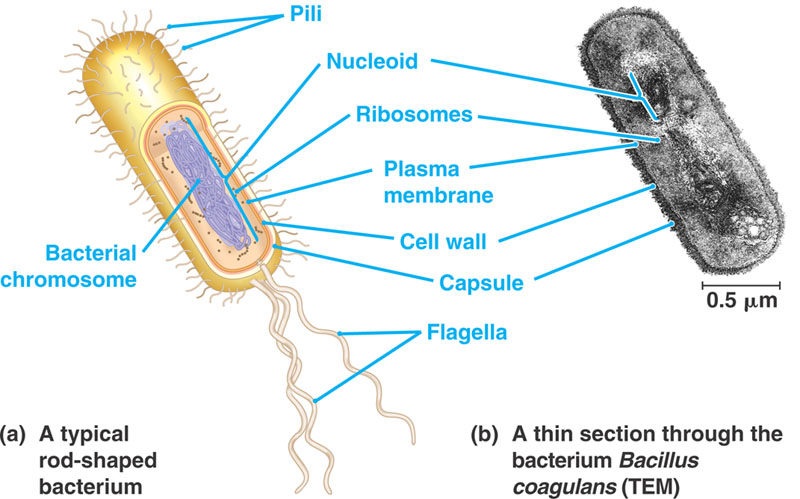 Pili
Nucleoid
Ribosomes
Plasma
membrane
Cell wall
Bacterial
chromosome
Capsule
0.5 μm
Flagella
(a) A typical
rod-shaped
bacterium
(b) A thin section through the
bacterium Bacillus
coagulans (TEM)